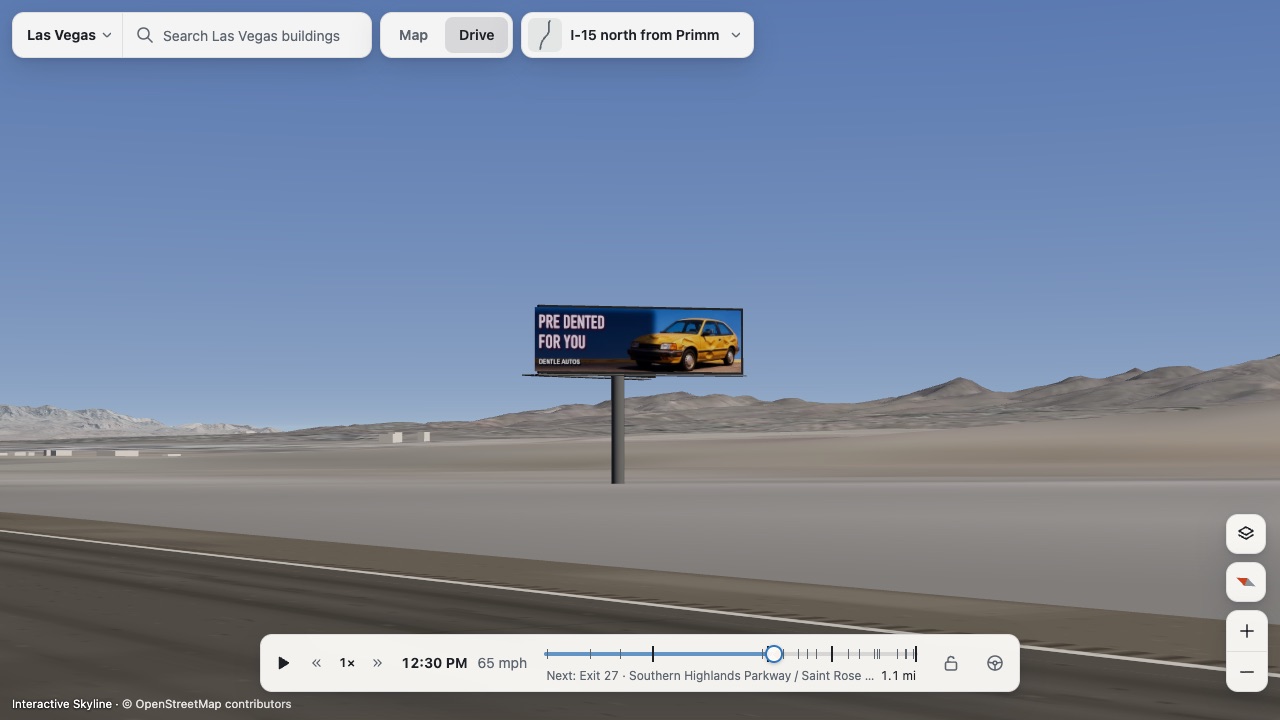 Las Vegas
Search Las Vegas buildings
Map
Drive
I-15 north from Primm
PRE DENTED
FOR YOU
DENTLE AUTOS
1×
12:30 PM
65 mph
Next: Exit 27 · Southern Highlands Parkway / Saint Rose ...
1.1 mi
Interactive Skyline · © OpenStreetMap contributors